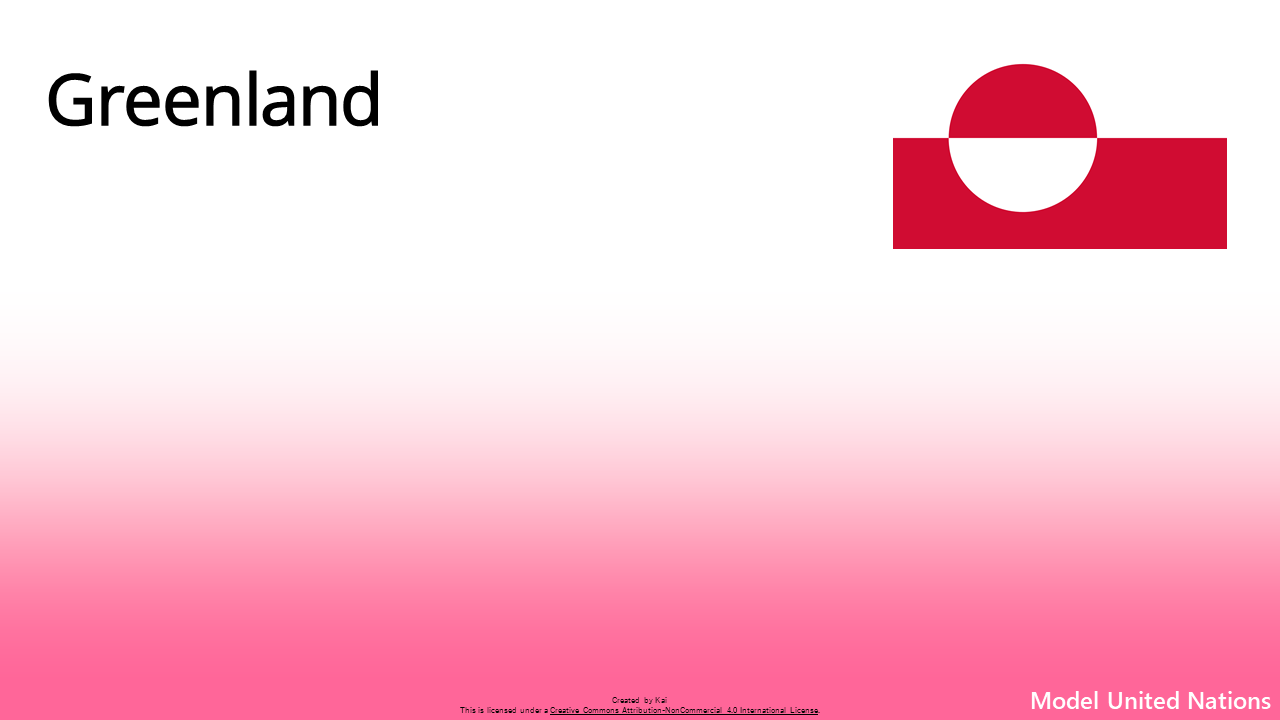 Greenland
Created by Kai
This is licensed under a Creative Commons Attribution-NonCommercial 4.0 International License.
Model United Nations